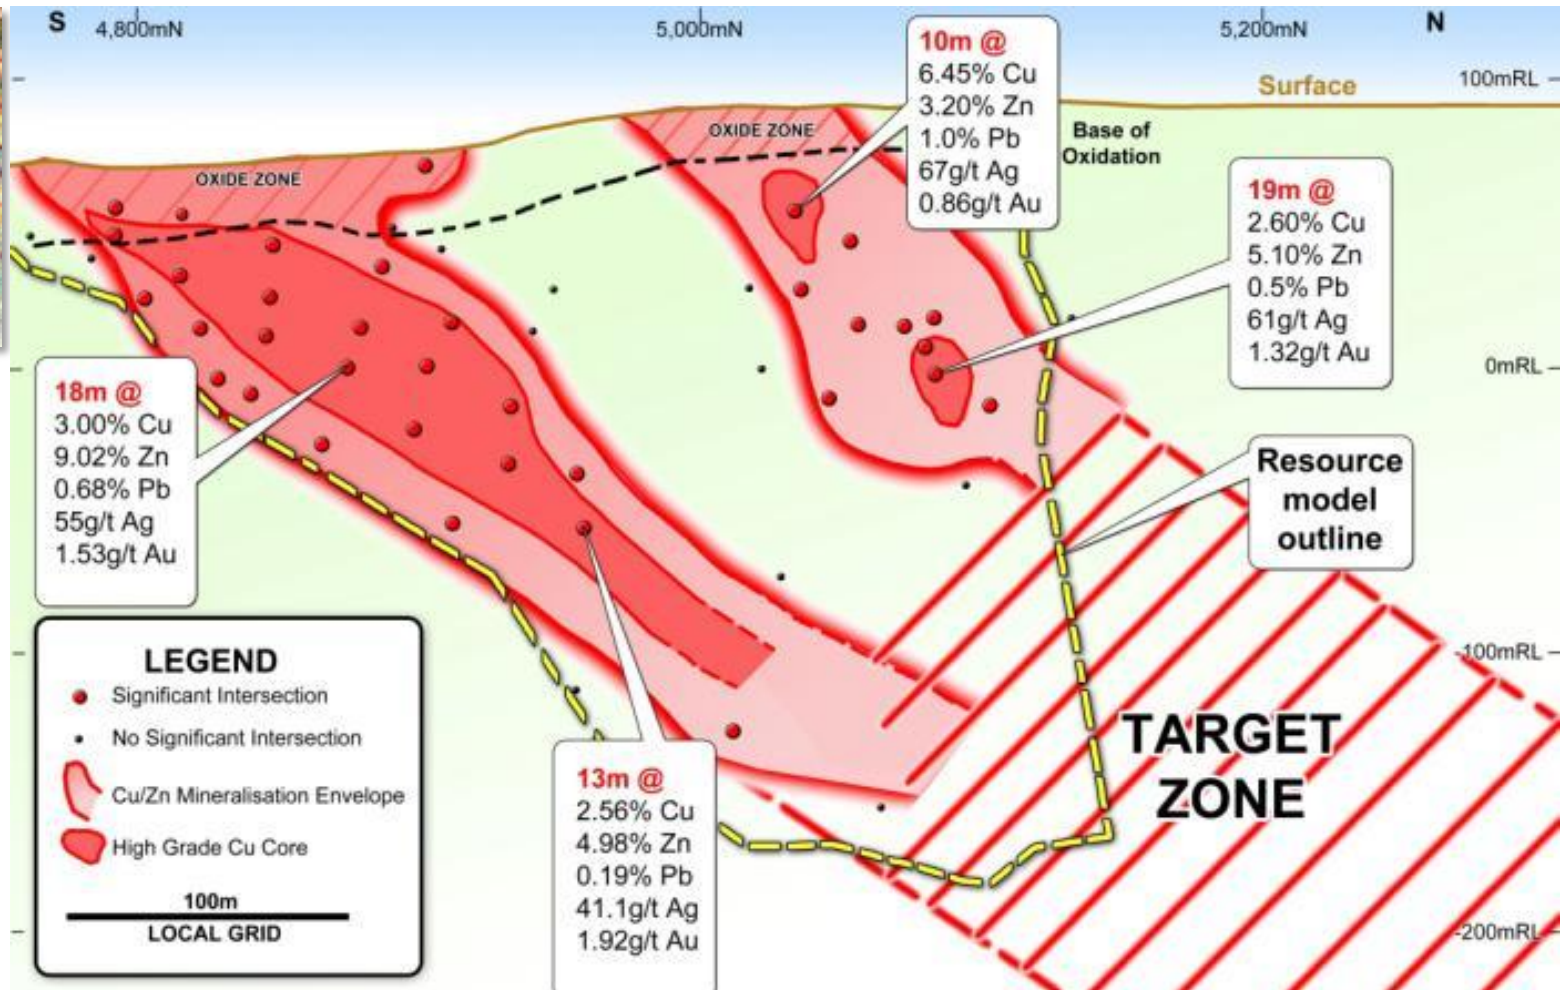 S
4,800mN
5,000mN
5,200mN
N
100mRL
Surface
10m @
6.45% Cu
3.20% Zn
1.0% Pb
67g/t Ag
0.86g/t Au
OXIDE ZONE
Base of
Oxidation
OXIDE ZONE
19m @
2.60% Cu
5.10% Zn
0.5% Pb
61g/t Ag
1.32g/t Au
0mRL
18m @
3.00% Cu
9.02% Zn
0.68% Pb
55g/t Ag
1.53g/t Au
Resource
model
outline
-100mRL
TARGET
ZONE
13m @
2.56% Cu
4.98% Zn
0.19% Pb
41.1g/t Ag
1.92g/t Au
-200mRL
LEGEND
Significant Intersection
No Significant Intersection
Cu/Zn Mineralisation Envelope
High Grade Cu Core
100m
LOCAL GRID